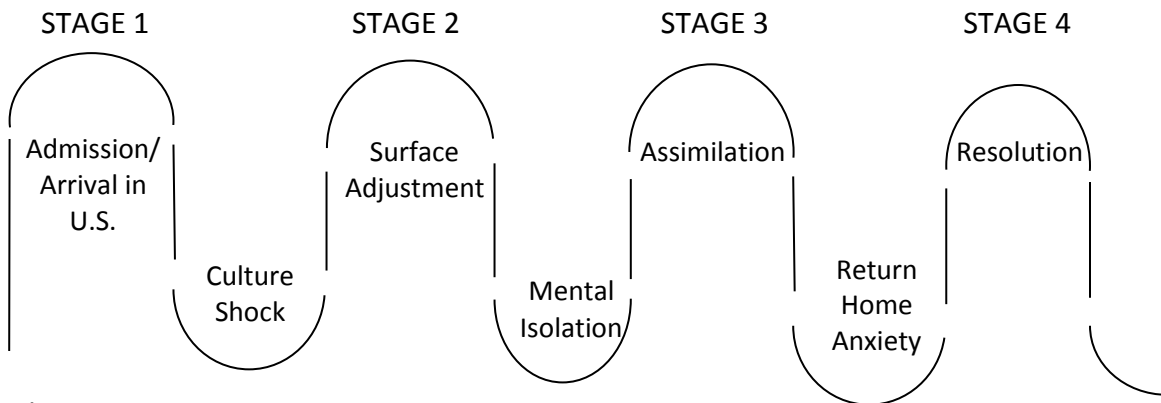 STAGE 1
STAGE 2
STAGE 3
STAGE 4
Admission/
Arrival in
U.S.
Culture
Shock
Surface
Adjustment
Mental
Isolation
Assimilation
Return
Home
Anxiety
Resolution